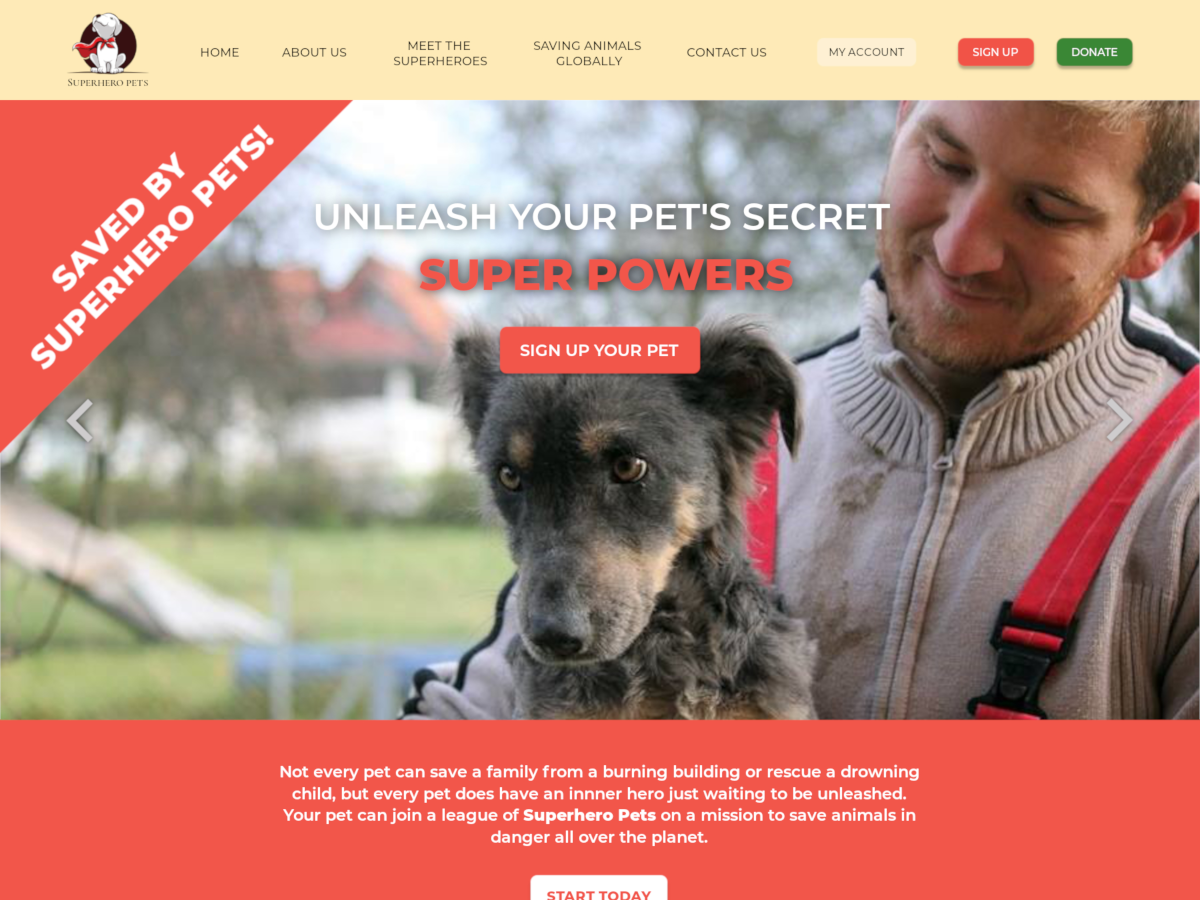 SUPERHERO PETS
HOME
ABOUT US
MEET THE
SUPERHEROES
SAVING ANIMALS
GLOBALLY
CONTACT US
MY ACCOUNT
SIGN UP
DONATE
SAVED BY
SUPERHERO PETS!
UNLEASH YOUR PET'S SECRET
SUPER POWERS
SIGN UP YOUR PET
Not every pet can save a family from a burning building or rescue a drowning
child, but every pet does have an innner hero just waiting to be unleashed.
Your pet can join a league of Superhero Pets on a mission to save animals in
danger all over the planet.
START TODAY